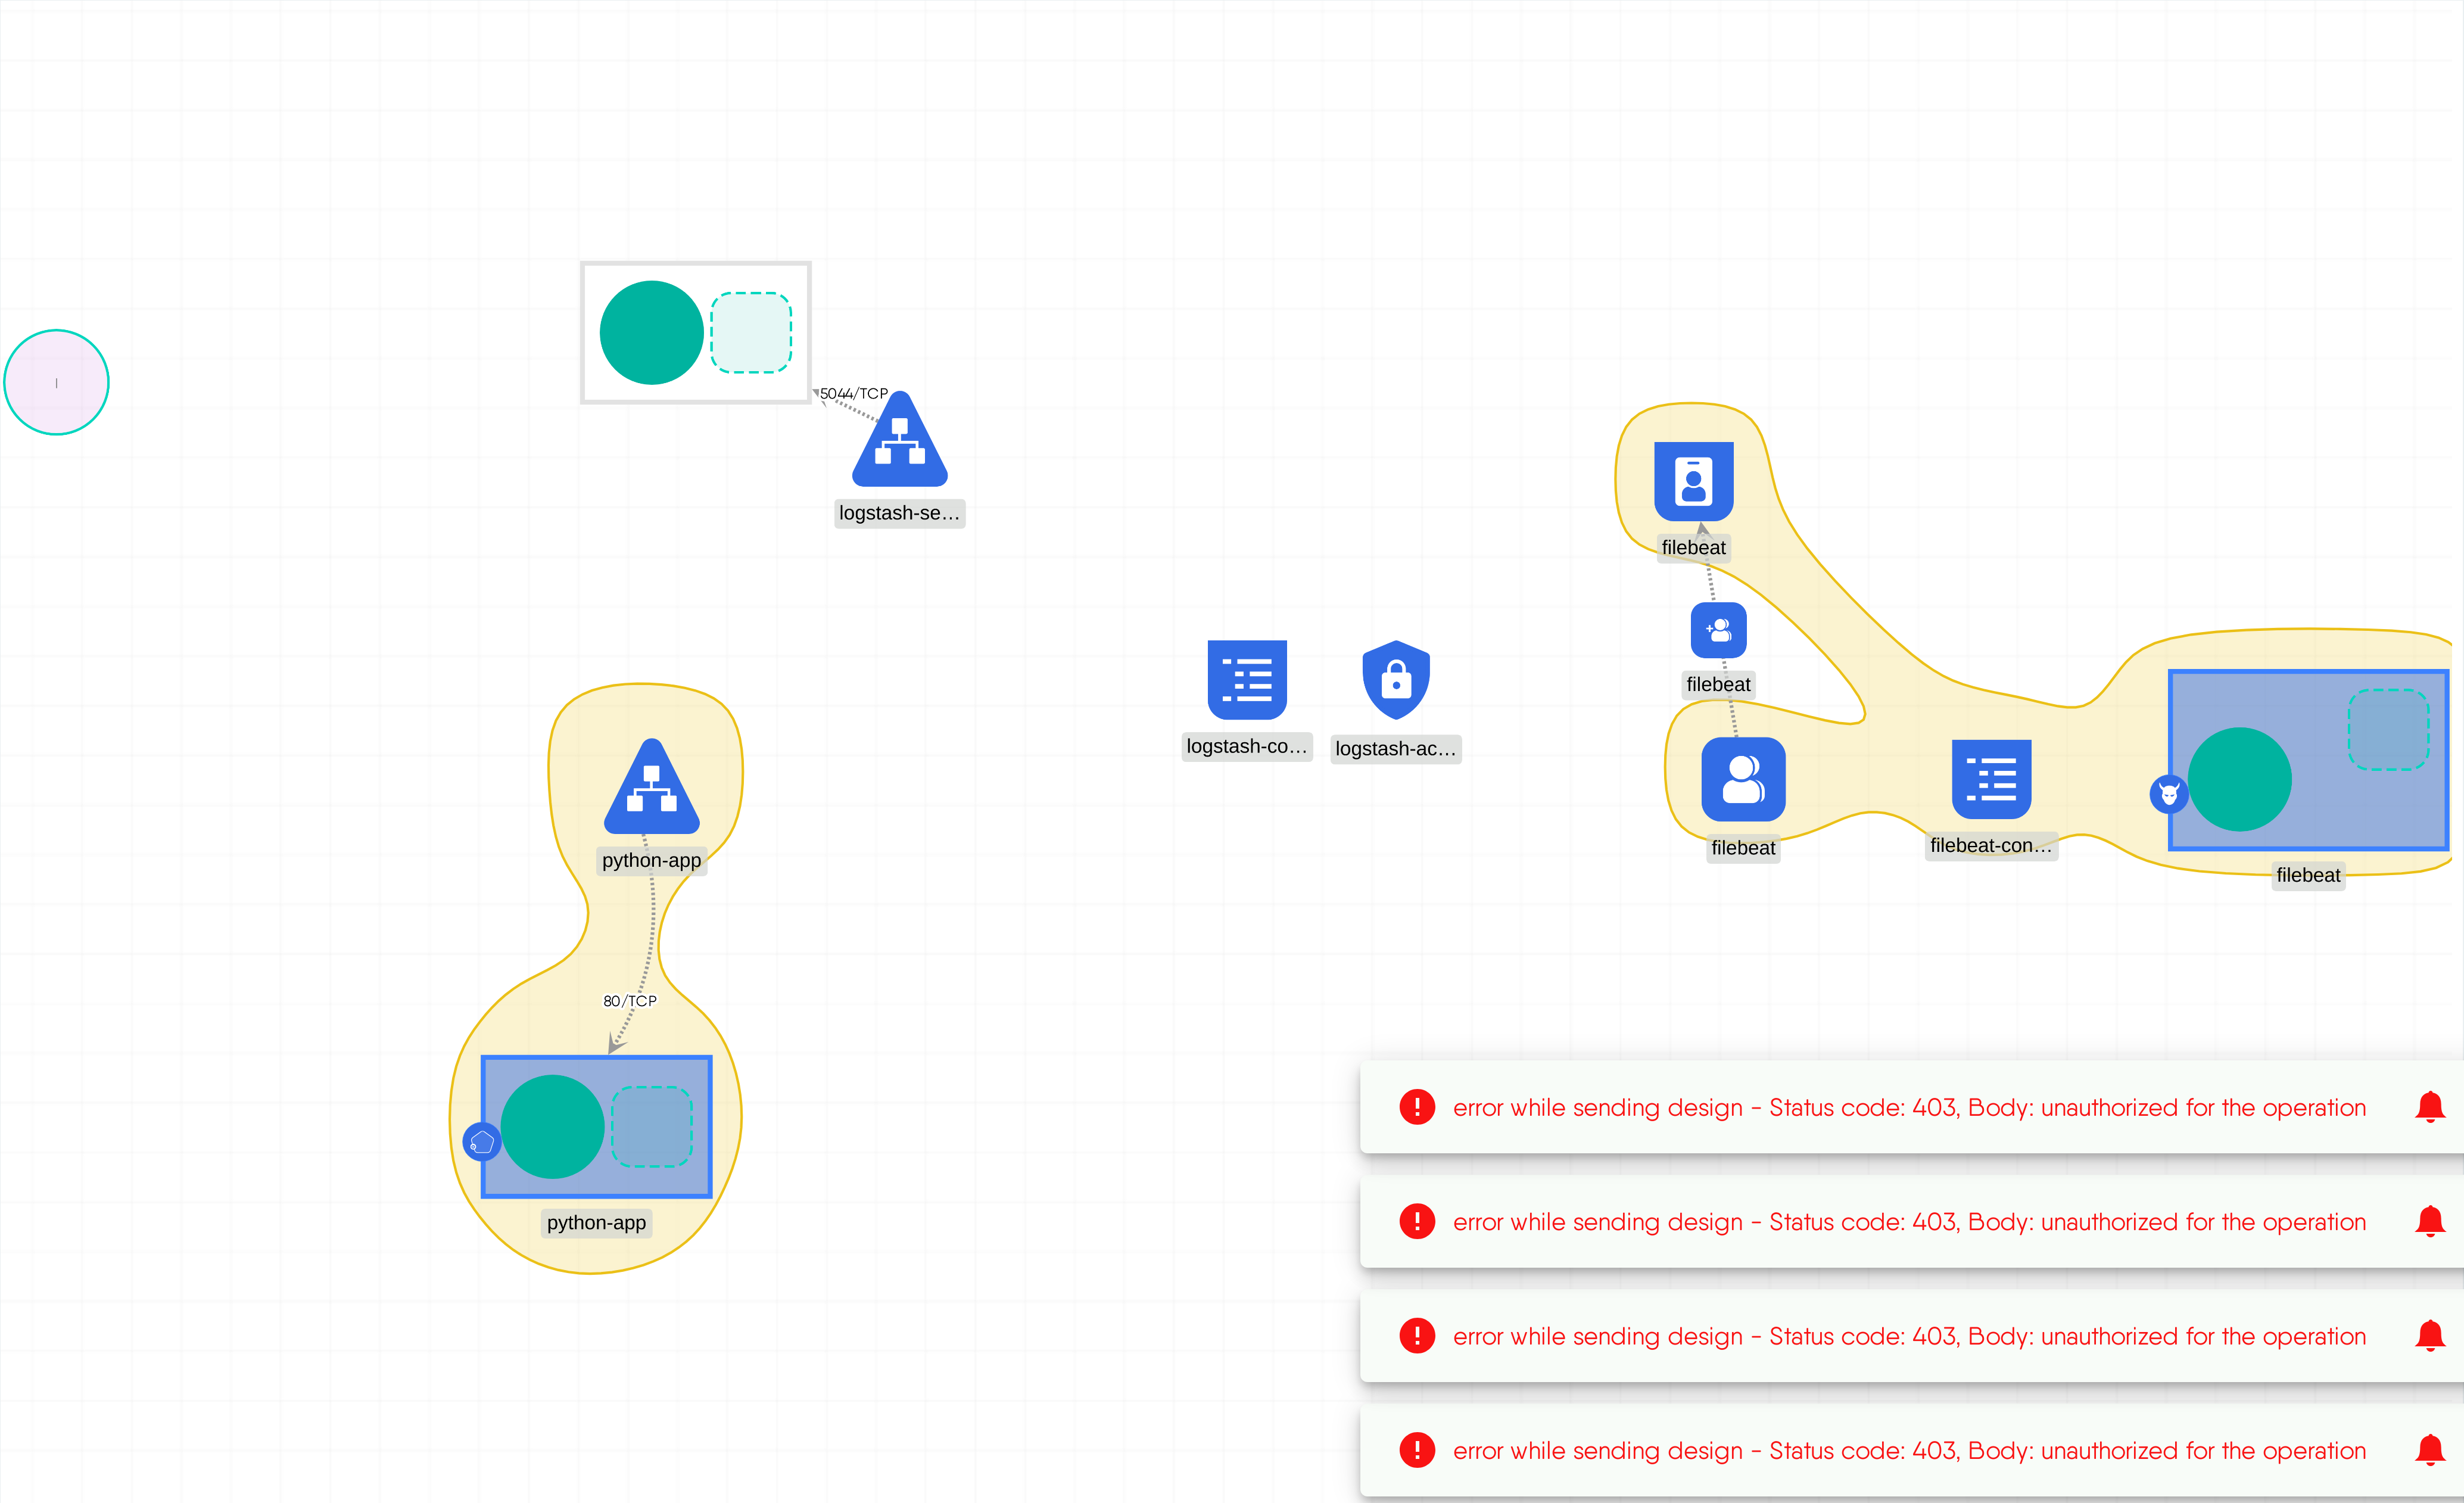 5044/TCP
logstash-se...
filebeat
filebeat
logstash-co...
logstash-ac...
filebeat
filebeat-con...
filebeat
python-app
80/TCP
python-app
error while sending design - Status code: 403, Body: unauthorized for the operation
error while sending design - Status code: 403, Body: unauthorized for the operation
error while sending design - Status code: 403, Body: unauthorized for the operation
error while sending design - Status code: 403, Body: unauthorized for the operation